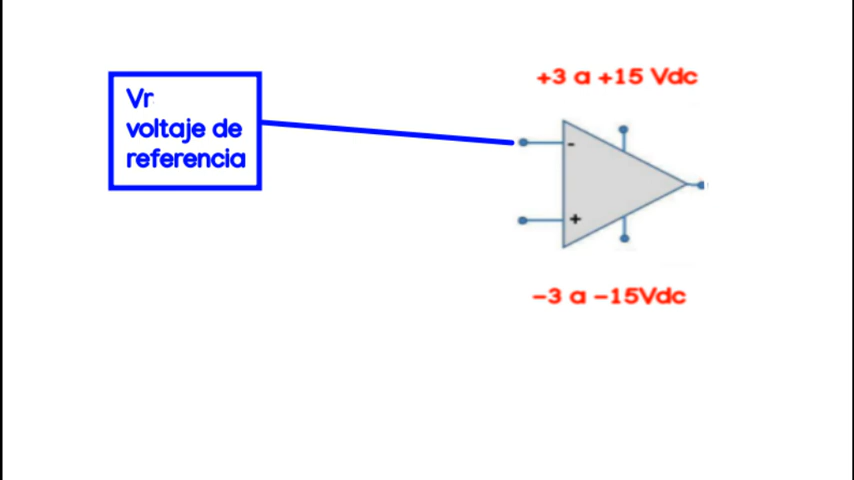 +3 a +15 Vdc
Vr
voltaje de
referencia
-
+
-3 a -15Vdc